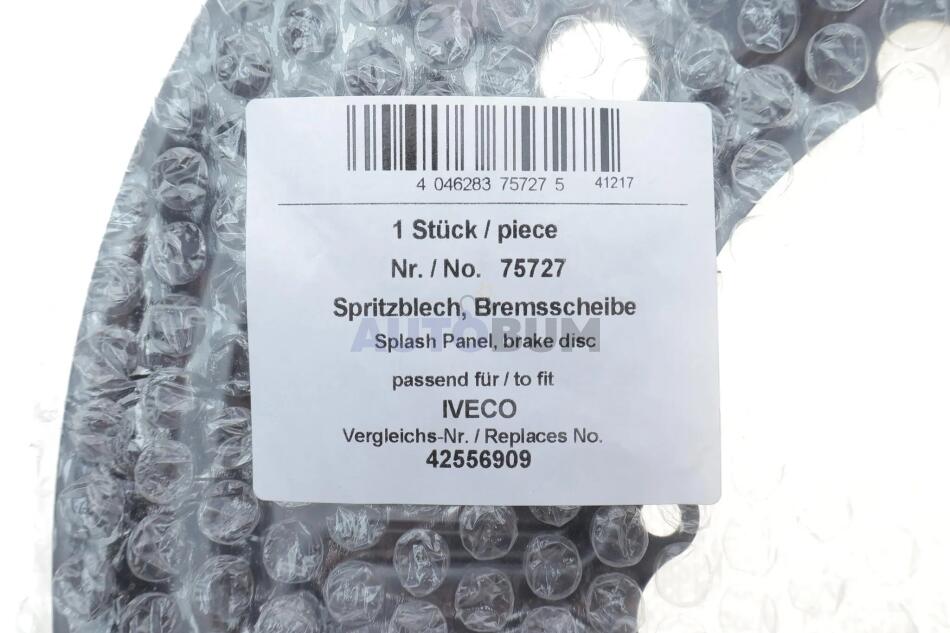 4 046283 75727 5 41217
1 Stück / piece
Nr. / No. 75727
Spritzblech, Bremsscheibe
AUTOBUM
Splash Panel, brake disc
passend für / to fit
IVECO
Vergleichs-Nr. / Replaces No.
42556909